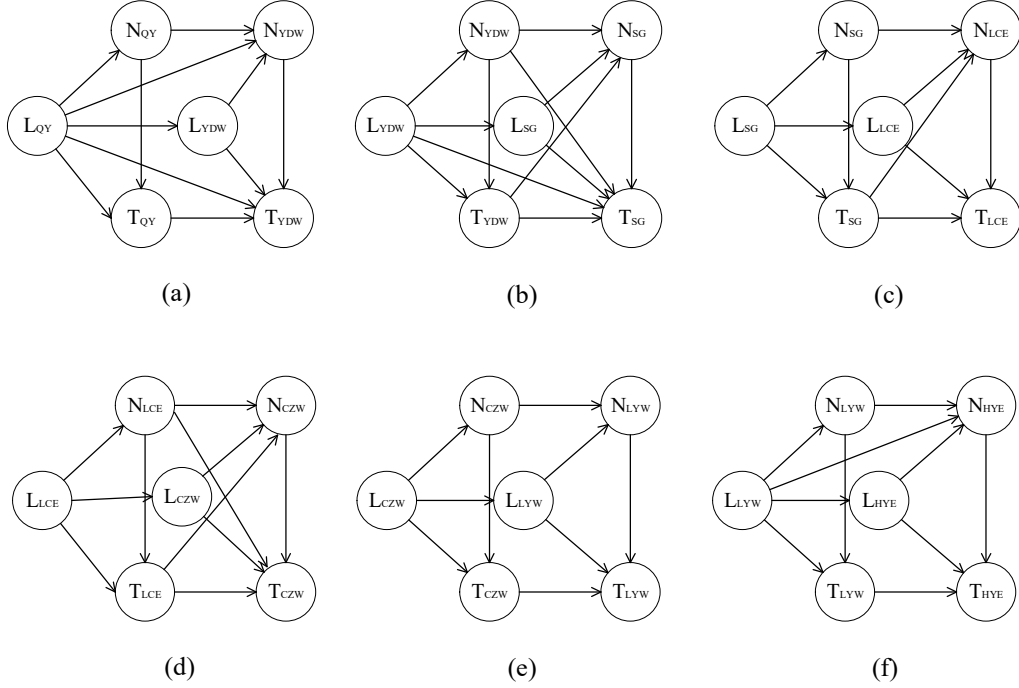 NQY NYDW NYDW NSG NSG NLCE
LQY LYDW LYDW LSG LSG LLCE
TQY TYDW TYDW TSG TSG TLCE
(a) (b) (c)
NLCE NCZW NCZW NLYW NLYW NHYE
LLCE LCZW LCZW LLYW LLYW LHYE
TLCE TCZW TCZW TLYW TLYW THYE
(d) (e) (f)